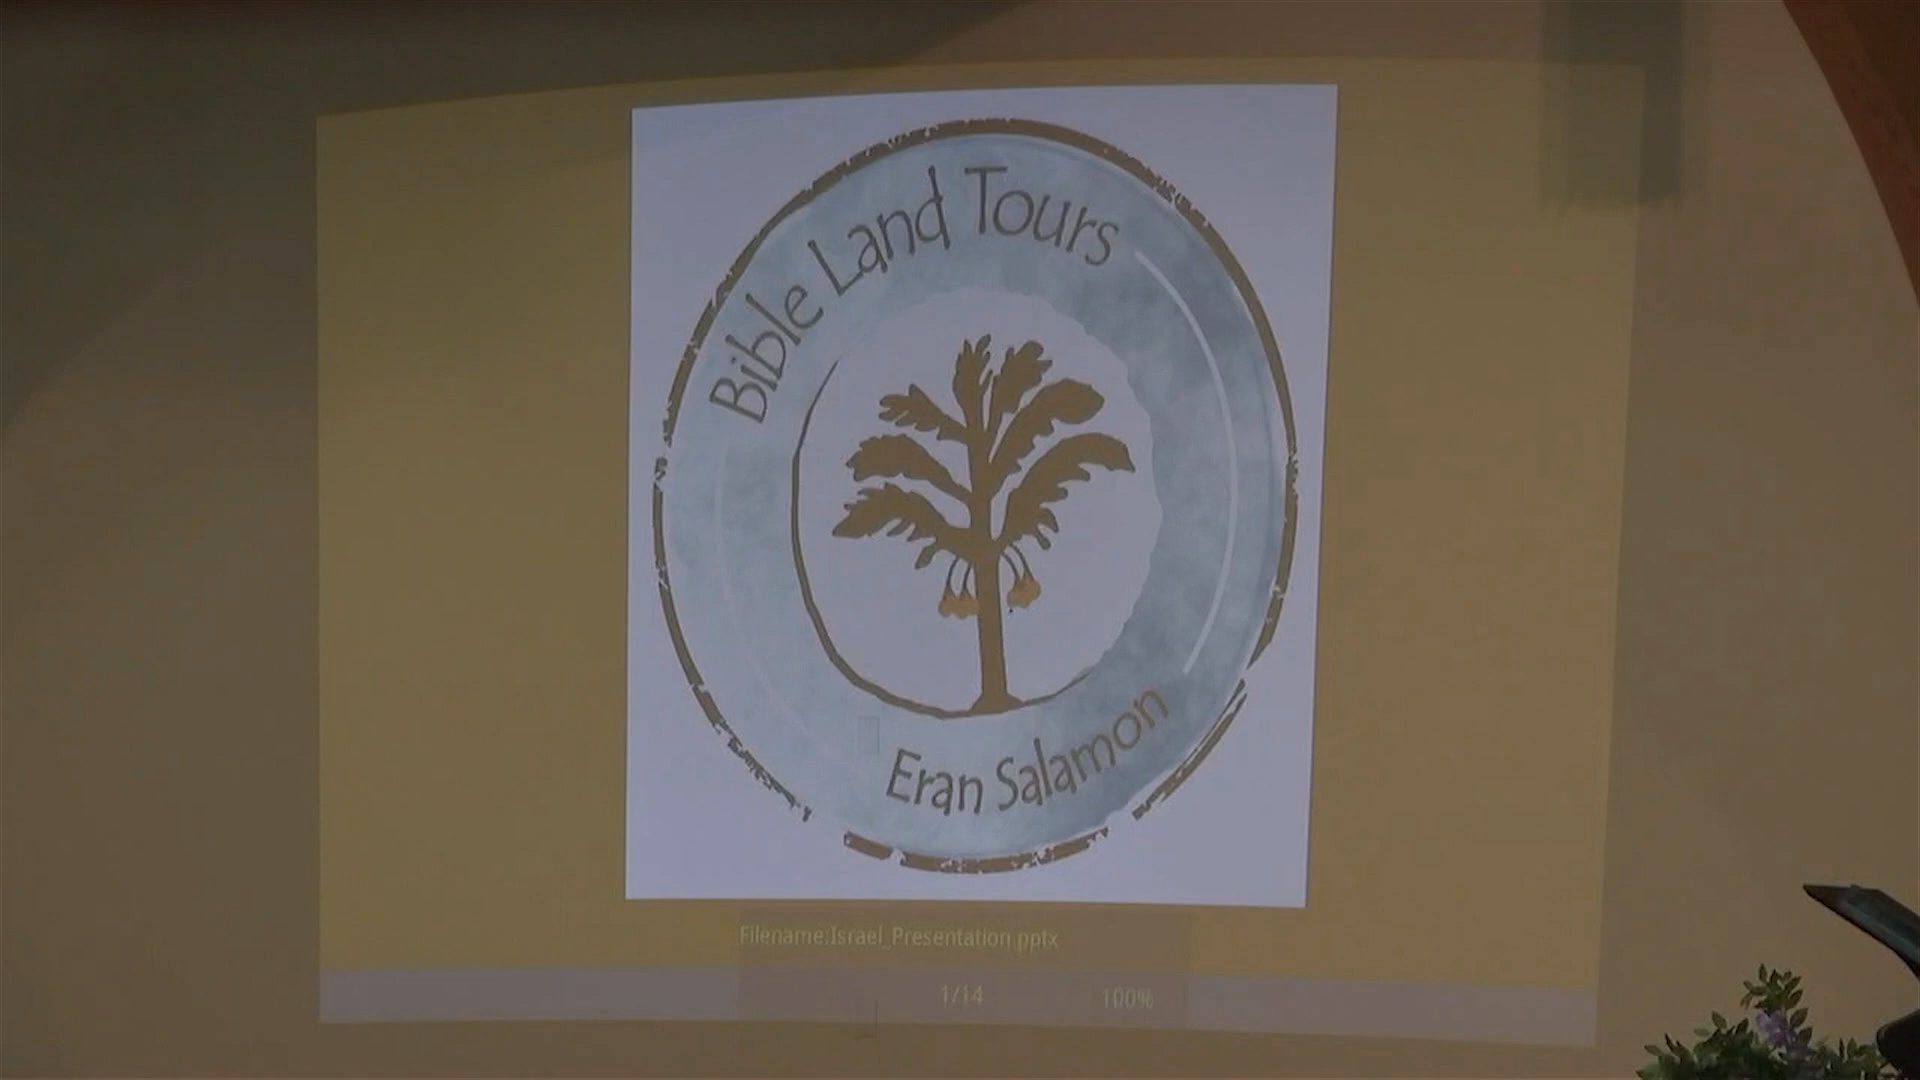 Bible Land Tours
Eran Salamon
Filename:Israel_Presentation.pptx
1/14 100%